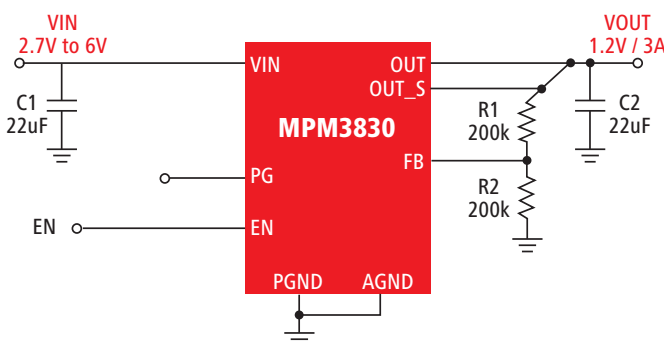 VIN
2.7V to 6V
VOUT
1.2V / 3A
VIN
OUT
OUT_S
C1
22uF
MPM3830
R1
200k
C2
22uF
FB
PG
R2
200k
EN
EN
PGND
AGND